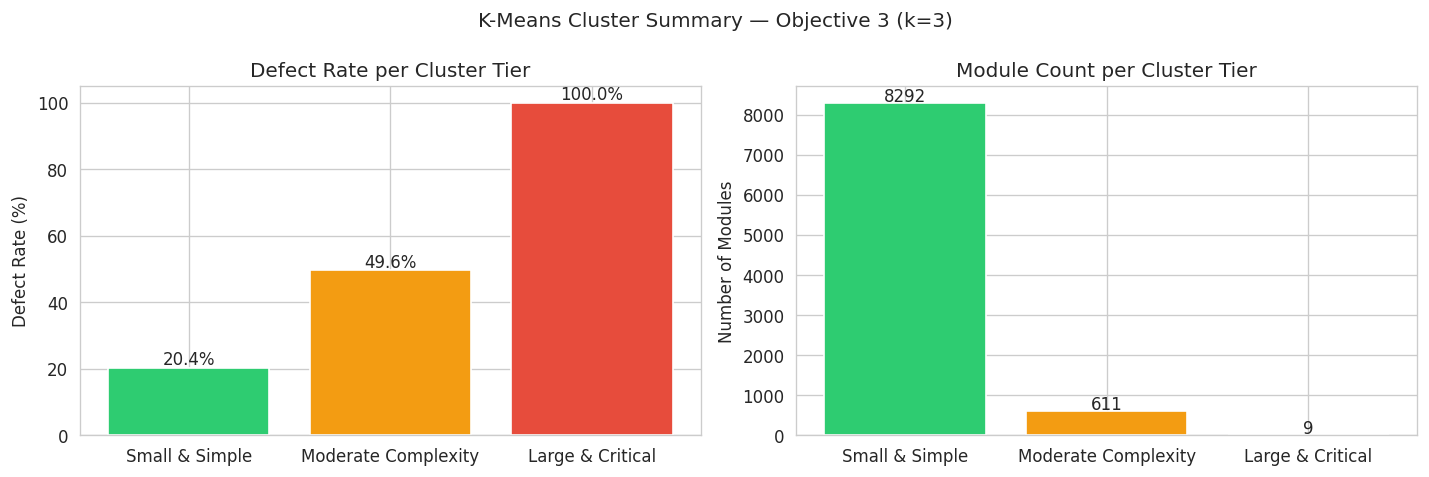 K-Means Cluster Summary — Objective 3 (k=3)
Defect Rate per Cluster Tier
Defect Rate (%)
100
80
60
40
20
0
20.4%
49.6%
100.0%
Small & Simple
Moderate Complexity
Large & Critical
Module Count per Cluster Tier
Number of Modules
8000
7000
6000
5000
4000
3000
2000
1000
0
8292
611
9
Small & Simple
Moderate Complexity
Large & Critical